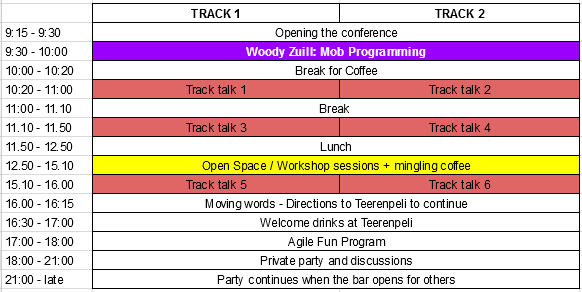 TRACK 1 TRACK 2
9:15 - 9:30 Opening the conference
9:30 - 10:00 Woody Zuill: Mob Programming
10:00 - 10:20 Break for Coffee
10:20 - 11:00 Track talk 1 Track talk 2
11:00 - 11.10 Break
11.10 - 11.50 Track talk 3 Track talk 4
11.50 - 12.50 Lunch
12.50 - 15.10 Open Space / Workshop sessions + mingling coffee
15.10 - 16.00 Track talk 5 Track talk 6
16.00 - 16:15 Moving words - Directions to Teerenpeli to continue
16:30 - 17:00 Welcome drinks at Teerenpeli
17:00 - 18:00 Agile Fun Program
18:00 - 21:00 Private party and discussions
21:00 - late Party continues when the bar opens for others